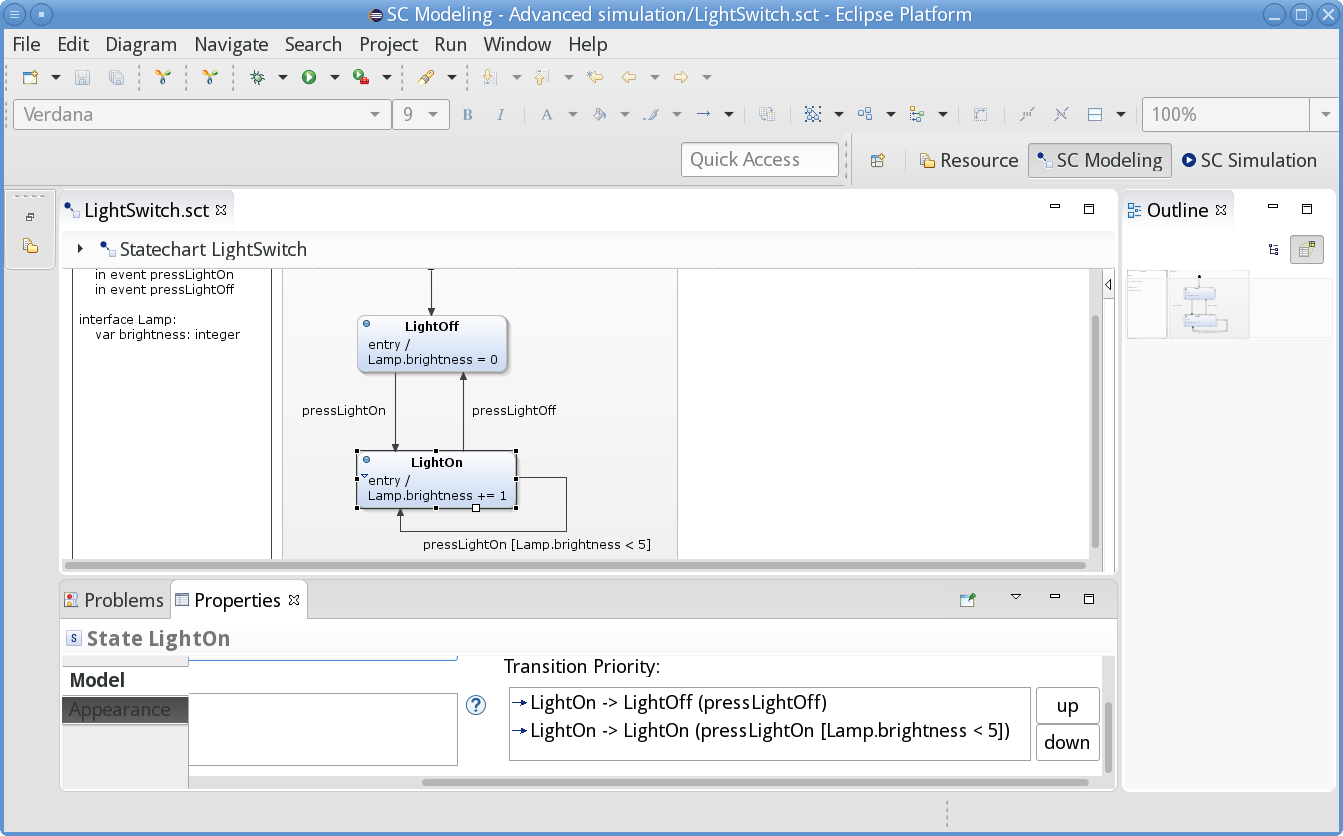 SC Modeling - Advanced simulation/LightSwitch.sct - Eclipse Platform
File Edit Diagram Navigate Search Project Run Window Help
Verdana 9 B I A 100%
Quick Access Resource SC Modeling SC Simulation
LightSwitch.sct
Statechart LightSwitch
in event pressLightOn
in event pressLightOff
interface Lamp:
var brightness: integer
LightOff
entry /
Lamp.brightness = 0
pressLightOn pressLightOff
LightOn
entry /
Lamp.brightness += 1
pressLightOn [Lamp.brightness < 5]
Outline
Problems Properties
S State LightOn
Model
Appearance
?
Transition Priority:
LightOn -> LightOff (pressLightOff)
LightOn -> LightOn (pressLightOn [Lamp.brightness < 5])
up
down